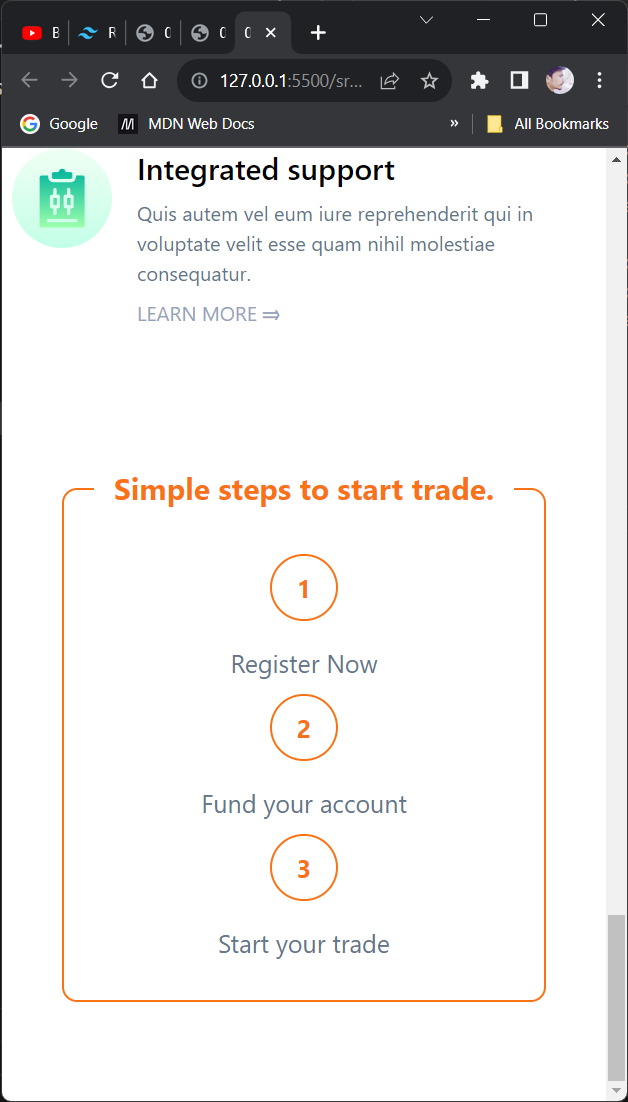 B
R
127.0.0.1:5500/sr...
Google
MDN Web Docs
»
All Bookmarks
Integrated support
Quis autem vel eum iure reprehenderit qui in
voluptate velit esse quam nihil molestiae
consequatur.
LEARN MORE ⇒
Simple steps to start trade.
1
Register Now
2
Fund your account
3
Start your trade